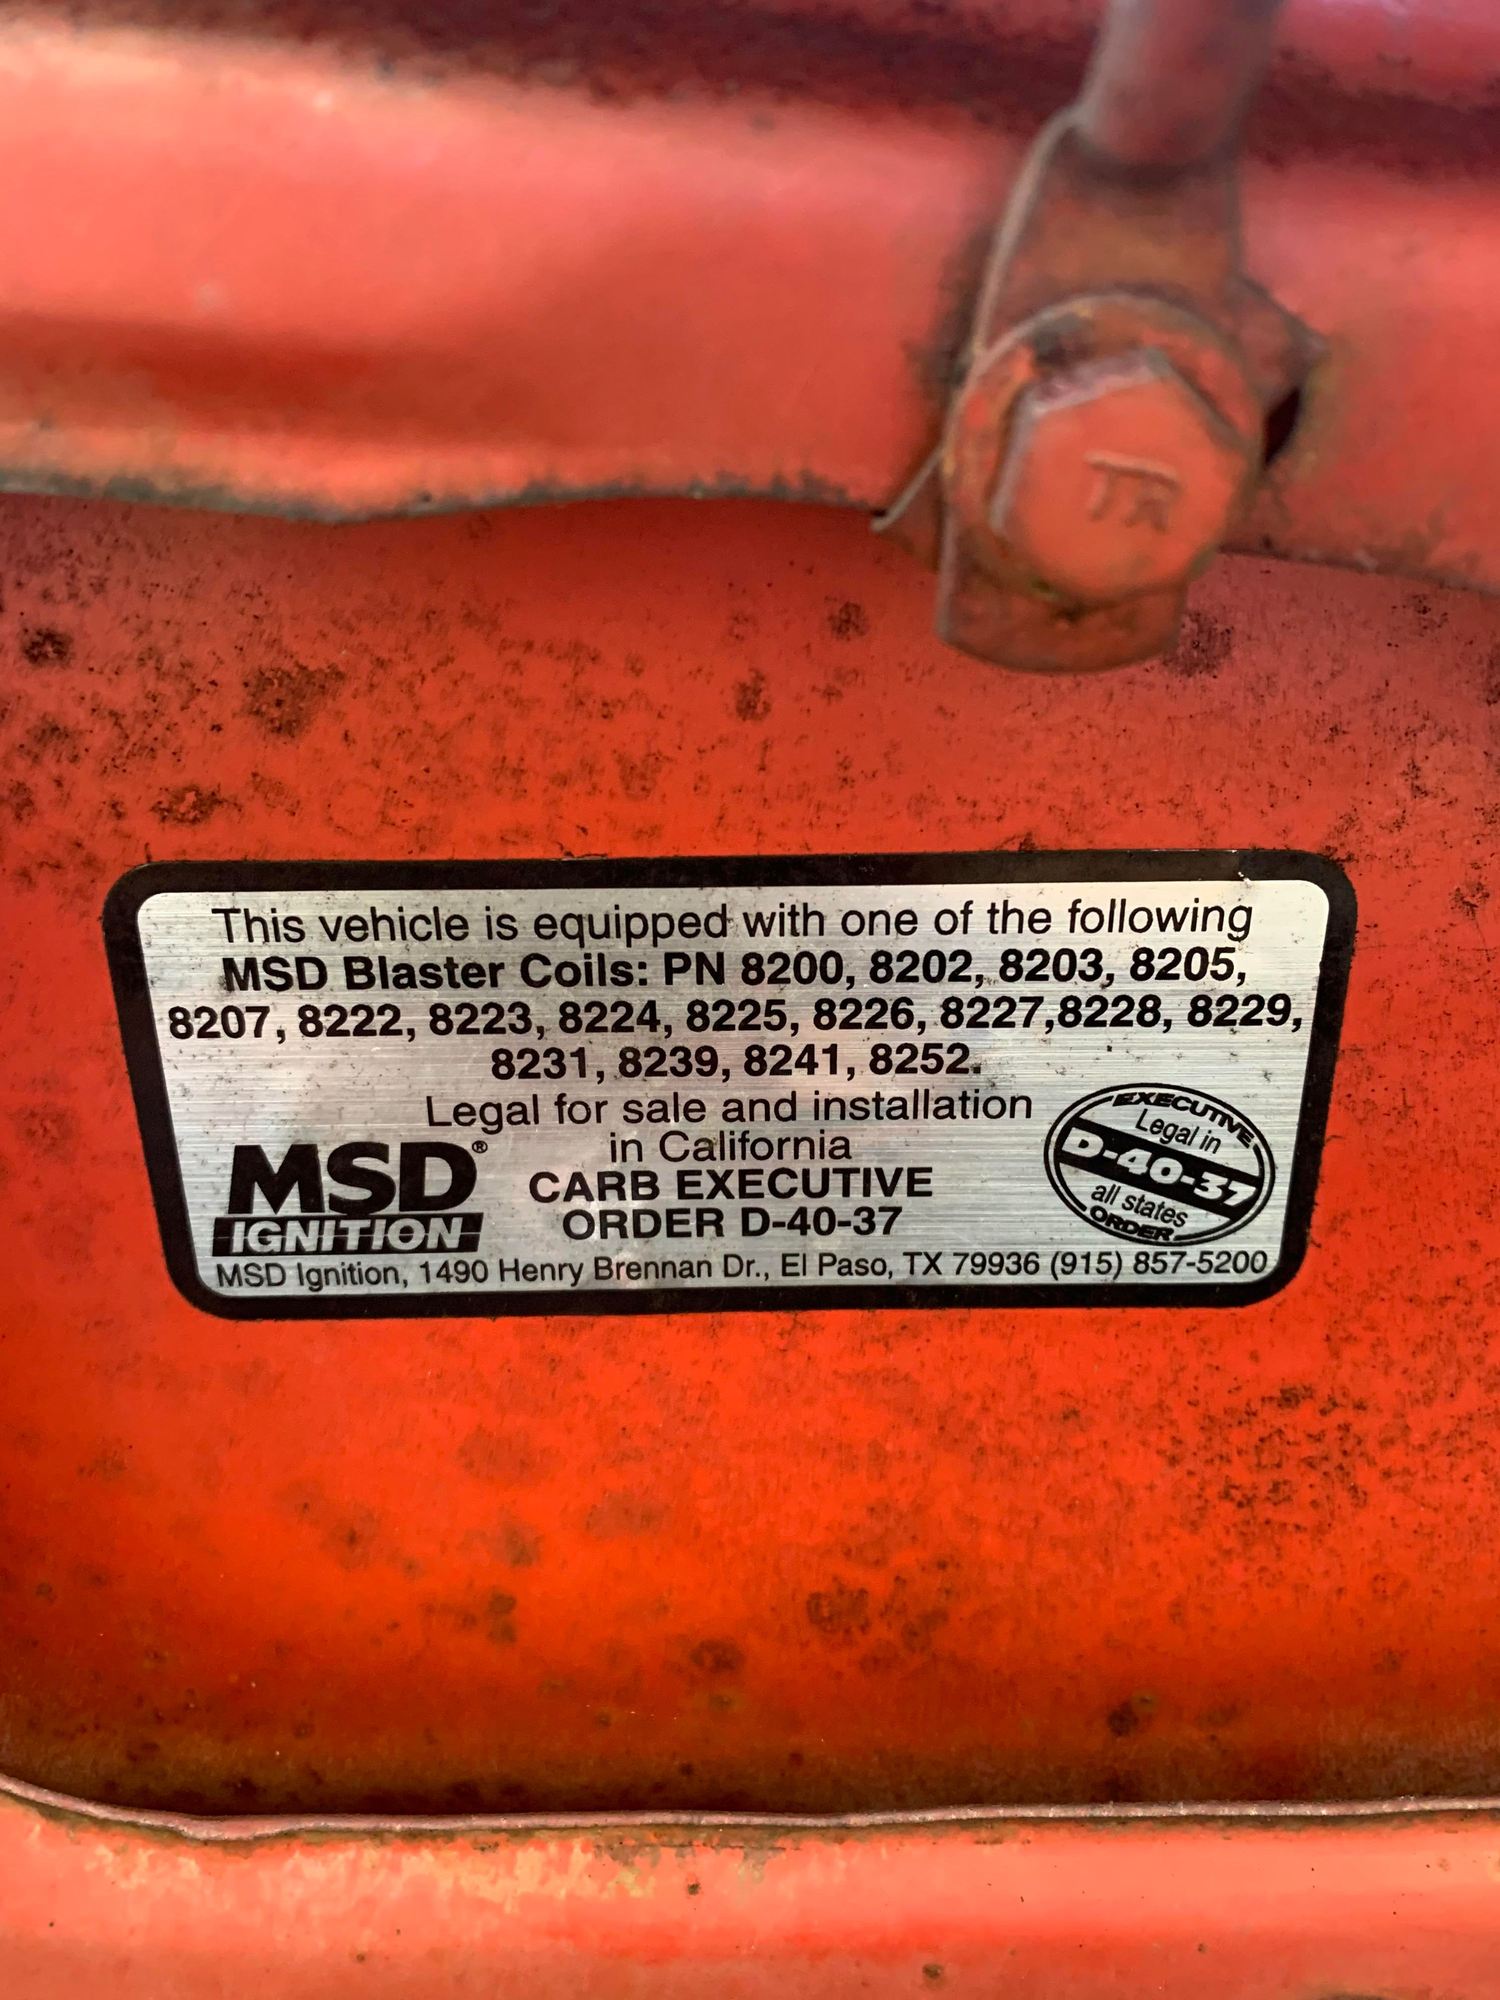 TR
This vehicle is equipped with one of the following
MSD Blaster Coils: PN 8200, 8202, 8203, 8205,
8207, 8222, 8223, 8224, 8225, 8226, 8227,8228, 8229,
8231, 8239, 8241, 8252.
Legal for sale and installation
in California
CARB EXECUTIVE
ORDER D-40-37
MSD®
IGNITION
EXECUTIVE
Legal in
D-40-37
all states
ORDER
MSD Ignition, 1490 Henry Brennan Dr., El Paso, TX 79936 (915) 857-5200